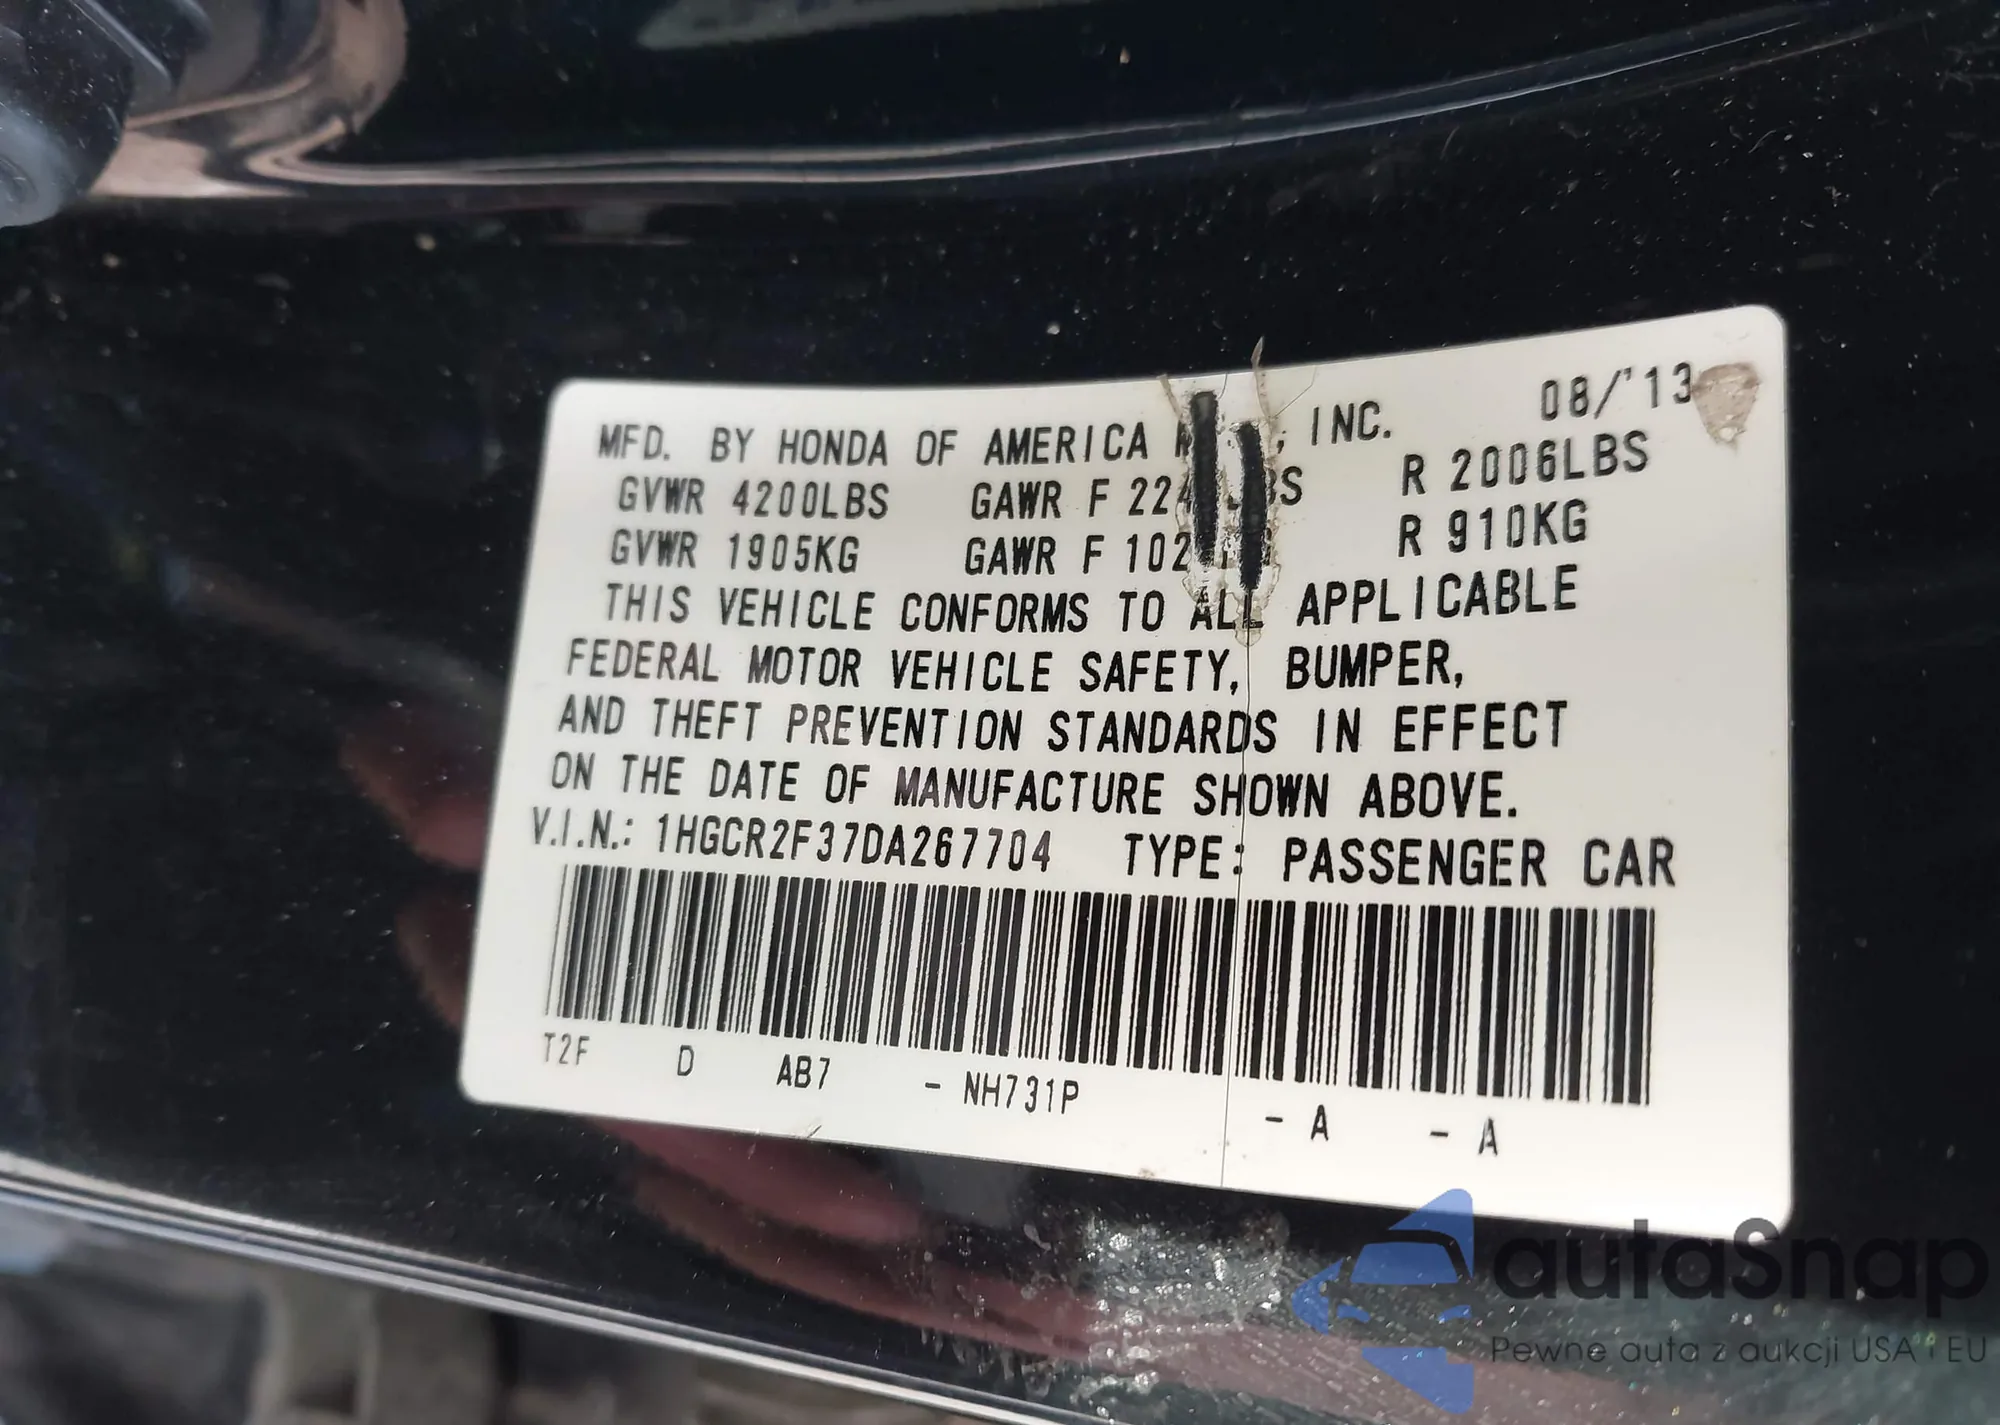 08/'13
MFD. BY HONDA OF AMERICA , INC.
GVWR 4200LBS GAWR F R 2006LBS
GVWR 1905KG GAWR F R 910KG
THIS VEHICLE CONFORMS TO ALL APPLICABLE
FEDERAL MOTOR VEHICLE SAFETY, BUMPER,
AND THEFT PREVENTION STANDARDS IN EFFECT
ON THE DATE OF MANUFACTURE SHOWN ABOVE.
V.I.N.: 1HGCR2F37DA267704 TYPE: PASSENGER CAR
T2F D AB7 - NH731P - A - A
autaSnap
Pewne auta z aukcji USA i EU